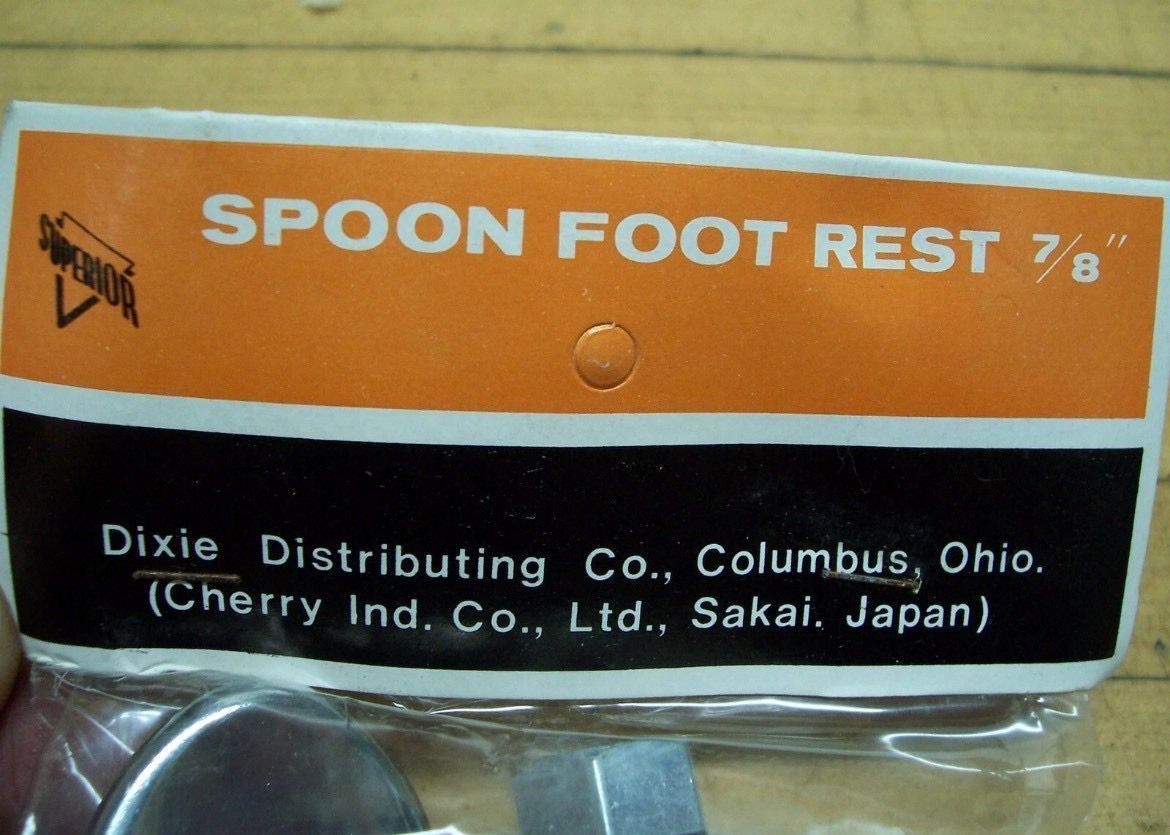 SUPERIOR
SPOON FOOT REST 7/8"
Dixie Distributing Co., Columbus, Ohio.
(Cherry Ind. Co., Ltd., Sakai. Japan)